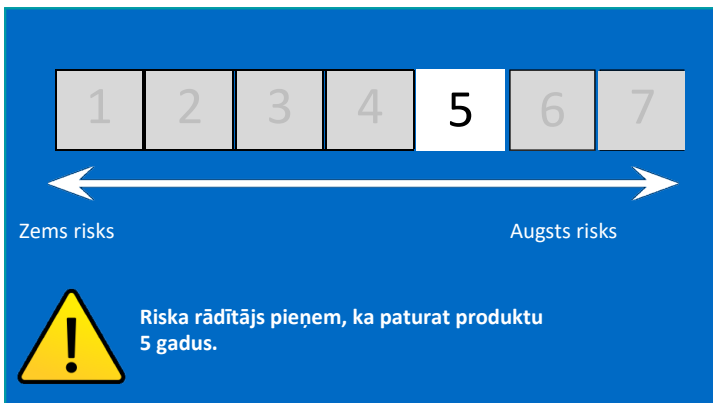 1 2 3 4 5 6 7
Zems risks Augsts risks
Riska rādītājs pieņem, ka paturat produktu
5 gadus.